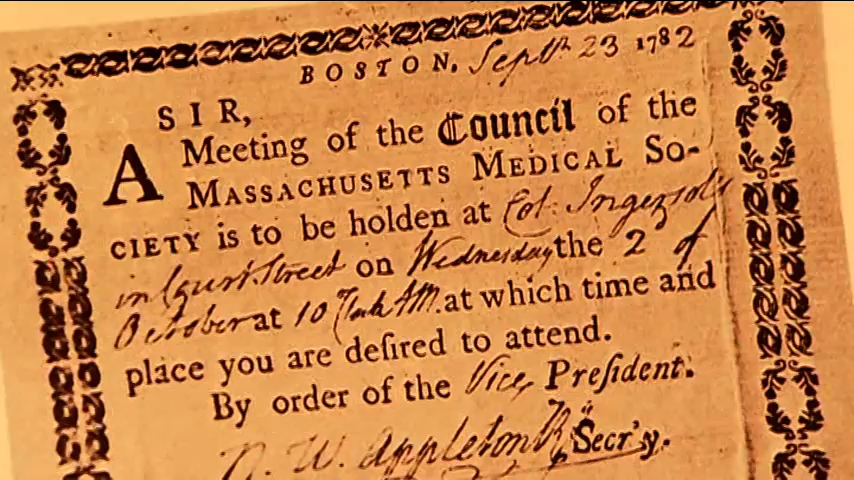 BOSTON, Septr 23 1782
SIR,
A Meeting of the Council of the
MASSACHUSETTS MEDICAL SO-
CIETY is to be holden at Col. Ingersols
in Court Street on Wednesday the 2 of
October at 10 Clock AM. at which time and
place you are deſired to attend.
By order of the Vice Preſident.
N. W. Appleton Secr'y.